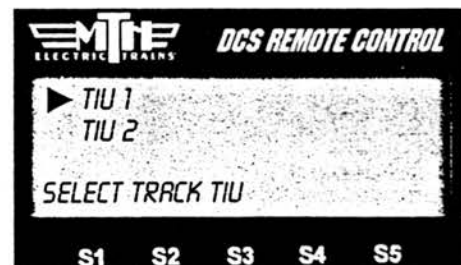 MTH DCS REMOTE CONTROL
ELECTRIC TRAINS
TIU 1
TIU 2
SELECT TRACK TIU
S1 S2 S3 S4 S5